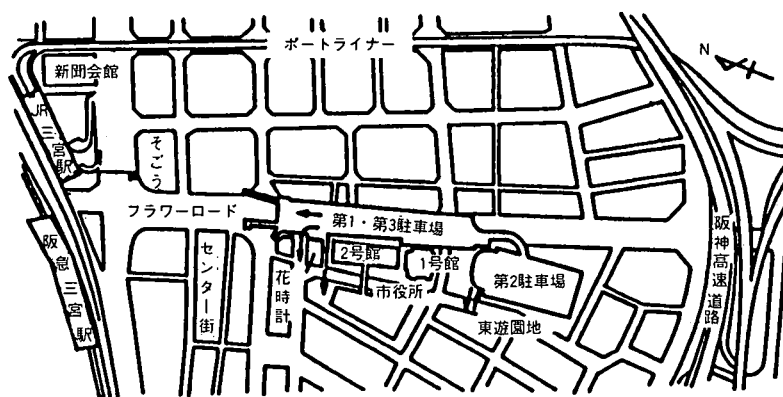 ポートライナー
N
新聞会館
JR三宮駅
そごう
フラワーロード
第1・第3駐車場
2号館
1号館
第2駐車場
市役所
東遊園地
花時計
センター街
阪急三宮駅
阪神高速道路